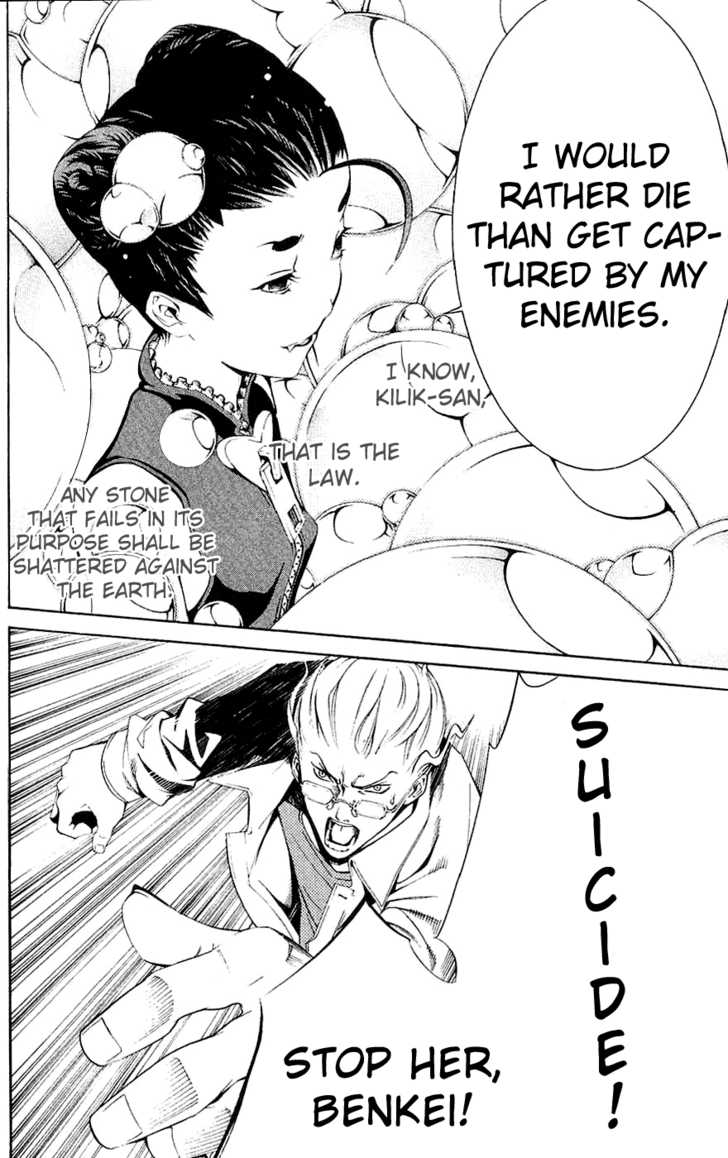 I WOULD
RATHER DIE
THAN GET CAP-
TURED BY MY
ENEMIES.
I KNOW,
KILIK-SAN,
THAT IS THE
LAW.
ANY STONE
THAT FAILS IN ITS
PURPOSE SHALL BE
SHATTERED AGAINST
THE EARTH.
SUICIDE!
STOP HER,
BENKEI!